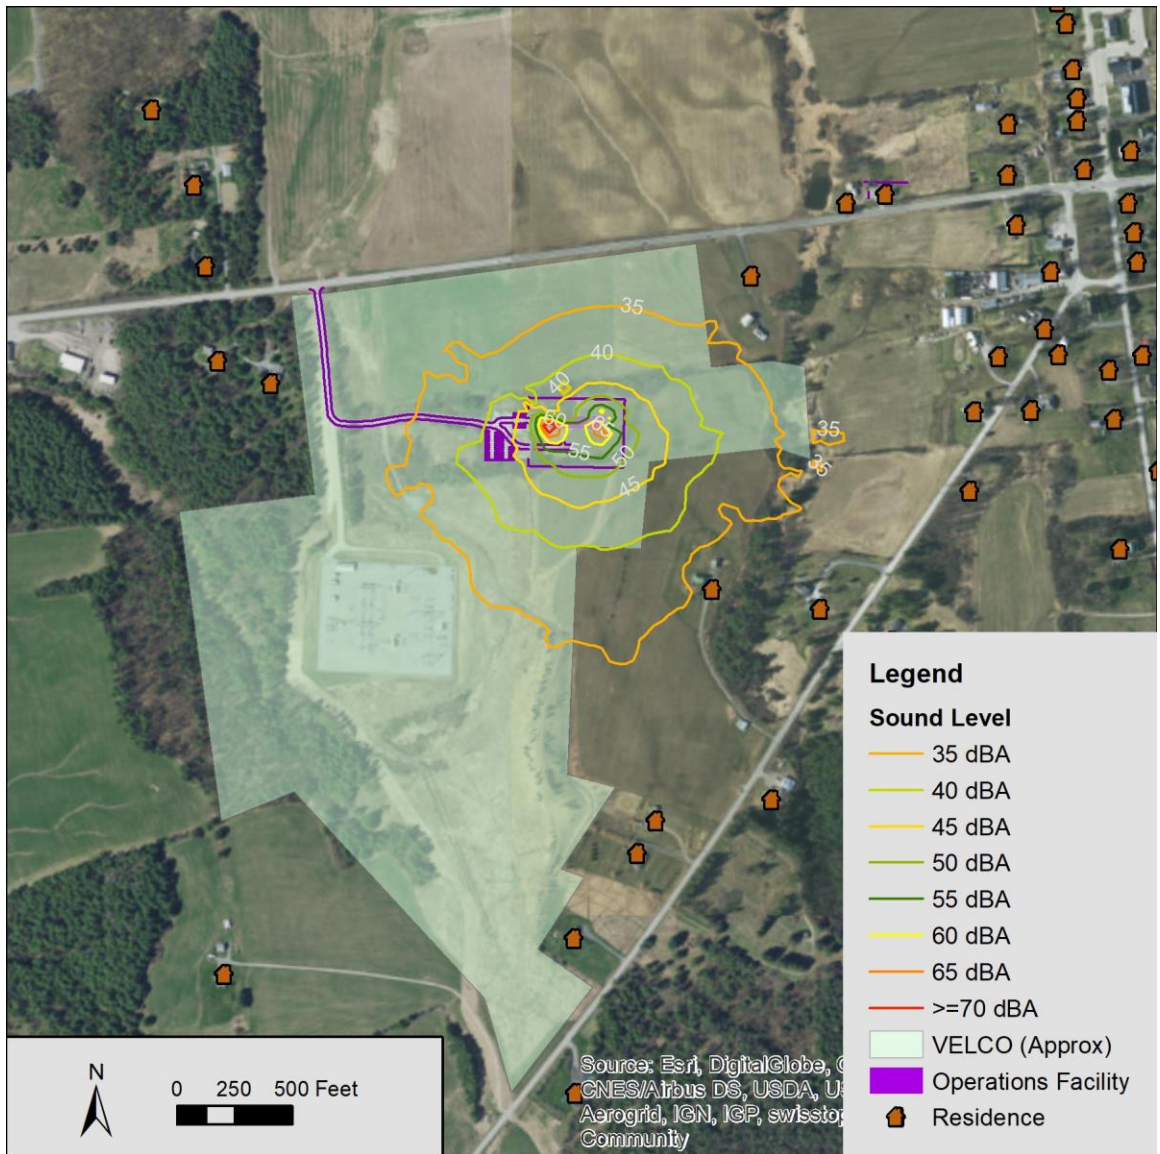 35
40
40
60
65
55
50
45
35
35
Legend
Sound Level
35 dBA
40 dBA
45 dBA
50 dBA
55 dBA
60 dBA
65 dBA
>=70 dBA
VELCO (Approx)
Operations Facility
Residence
N
0 250 500 Feet
Source: Esri, DigitalGlobe,
CNES/Airbus DS, USDA,
Aerogrid, IGN, IGP,
Community